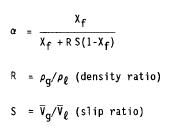 α = X_f / (X_f + R S(1-X_f))
R = ρ_g/ρ_ℓ (density ratio)
S = V̅_g/V̅_ℓ (slip ratio)